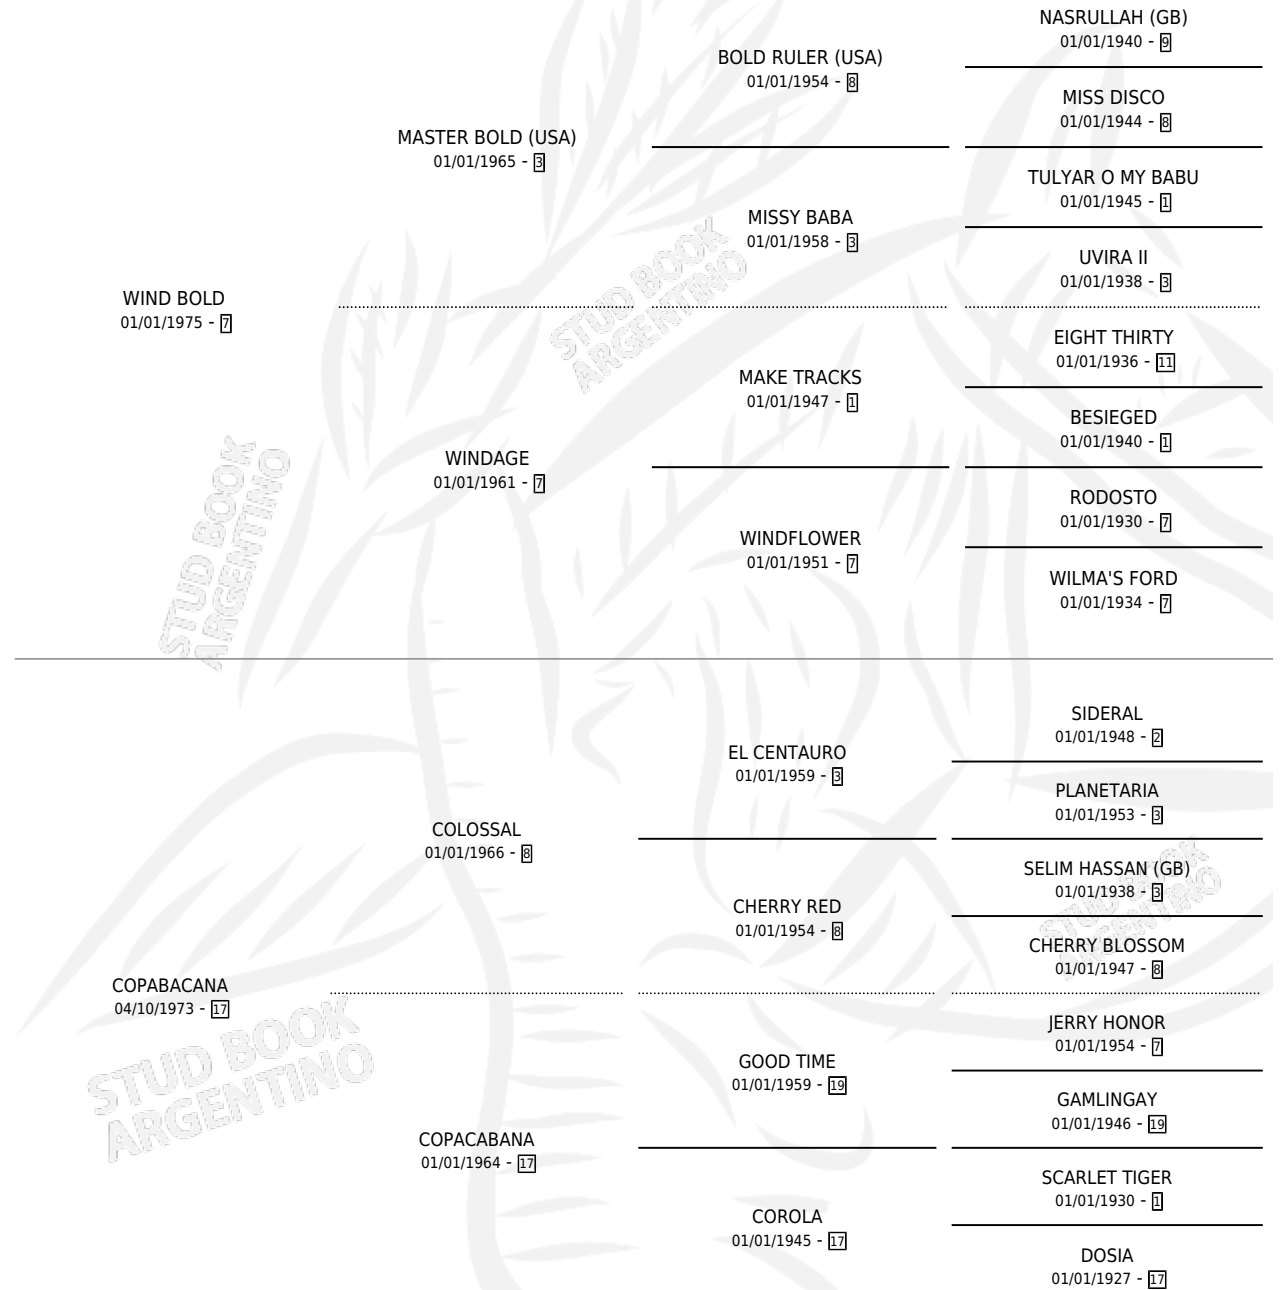 NASRULLAH (GB)
01/01/1940 - 9
BOLD RULER (USA)
01/01/1954 - 8
MISS DISCO
01/01/1944 - 8
MASTER BOLD (USA)
01/01/1965 - 3
TULYAR O MY BABU
01/01/1945 - 1
MISSY BABA
01/01/1958 - 3
UVIRA II
01/01/1938 - 3
WIND BOLD
01/01/1975 - 7
EIGHT THIRTY
01/01/1936 - 11
MAKE TRACKS
01/01/1947 - 1
BESIEGED
01/01/1940 - 1
WINDAGE
01/01/1961 - 7
RODOSTO
01/01/1930 - 7
WINDFLOWER
01/01/1951 - 7
WILMA'S FORD
01/01/1934 - 7
STUD BOOK
ARGENTINO
STUD BOOK
ARGENTINO
SIDERAL
01/01/1948 - 2
EL CENTAURO
01/01/1959 - 3
PLANETARIA
01/01/1953 - 3
COLOSSAL
01/01/1966 - 8
SELIM HASSAN (GB)
01/01/1938 - 3
CHERRY RED
01/01/1954 - 8
CHERRY BLOSSOM
01/01/1947 - 8
STUD BOOK
ARGENTINO
COPABACANA
04/10/1973 - 17
JERRY HONOR
01/01/1954 - 7
GOOD TIME
01/01/1959 - 19
GAMLINGAY
01/01/1946 - 19
STUD BOOK
ARGENTINO
COPACABANA
01/01/1964 - 17
SCARLET TIGER
01/01/1930 - 1
COROLA
01/01/1945 - 17
DOSIA
01/01/1927 - 17